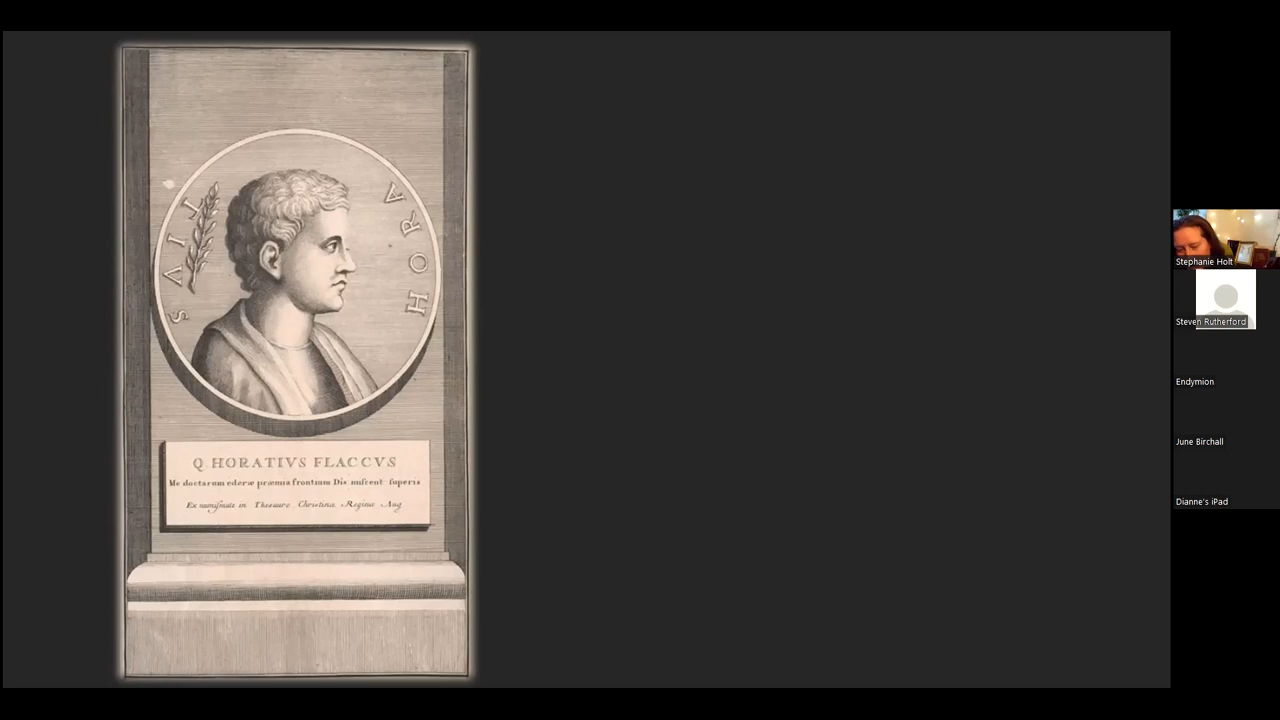 HORATIVS
Q HORATIVS FLACCVS
Me doctarum ederæ præmia frontium Dis miscent superis
Ex numismate in Thesauro Christinæ Reginæ Aug
Stephanie Holt
Steven Rutherford
Endymion
June Birchall
Dianne's iPad